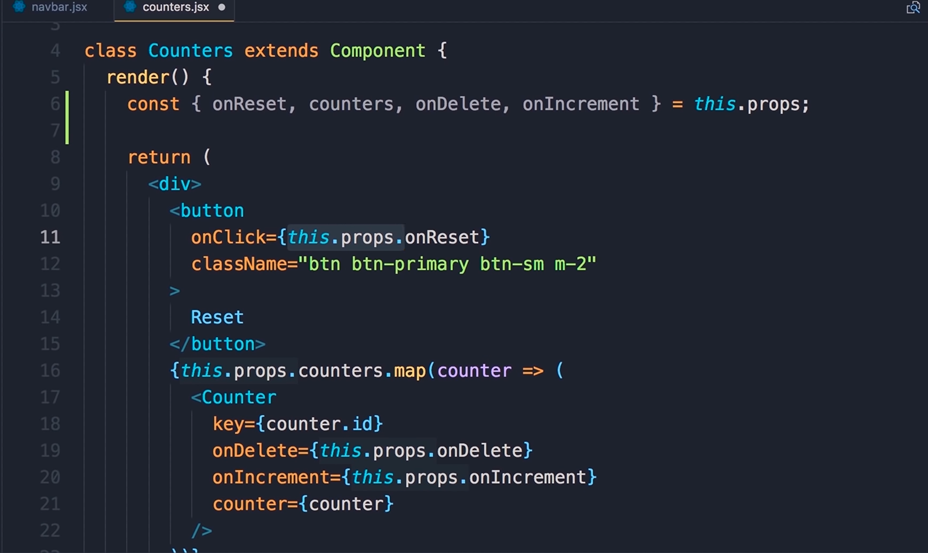 navbar.jsx
counters.jsx
3
4 class Counters extends Component {
5 render() {
6 const { onReset, counters, onDelete, onIncrement } = this.props;
7
8 return (
9 <div>
10 <button
11 onClick={this.props.onReset}
12 className="btn btn-primary btn-sm m-2"
13 >
14 Reset
15 </button>
16 {this.props.counters.map(counter => (
17 <Counter
18 key={counter.id}
19 onDelete={this.props.onDelete}
20 onIncrement={this.props.onIncrement}
21 counter={counter}
22 />
23 ))}